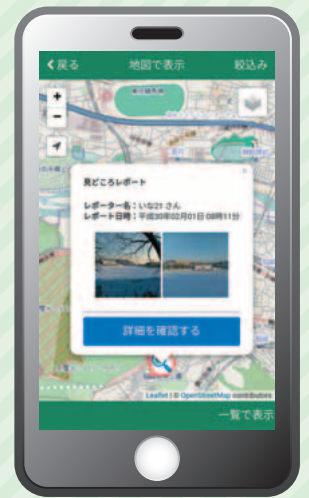 戻る
地図で表示
絞込み
+
−
×
見どころレポート
レポーター名：いな21 さん
レポート日時：平成30年02月01日 08時11分
詳細を確認する
Leaflet | © OpenStreetMap contributors
一覧で表示